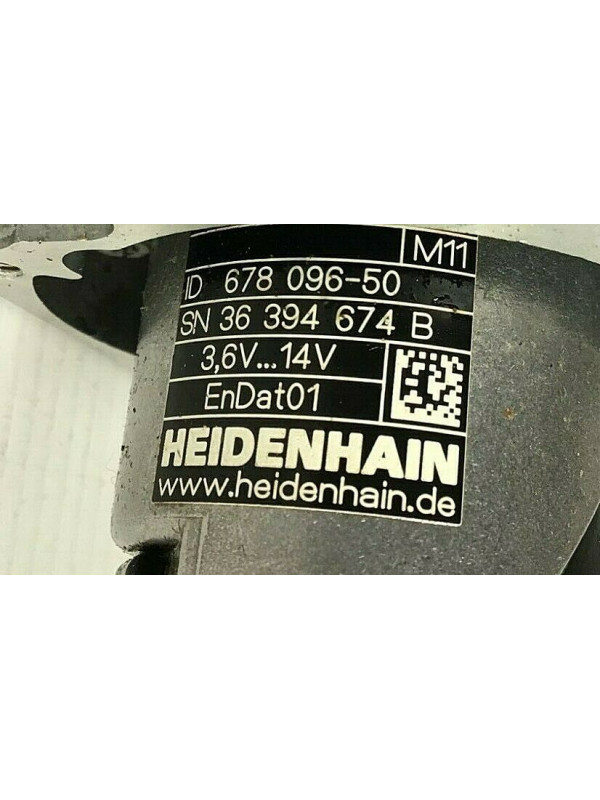 M11
ID 678 096-50
SN 36 394 674 B
3,6V...14V
EnDat01
HEIDENHAIN
www.heidenhain.de